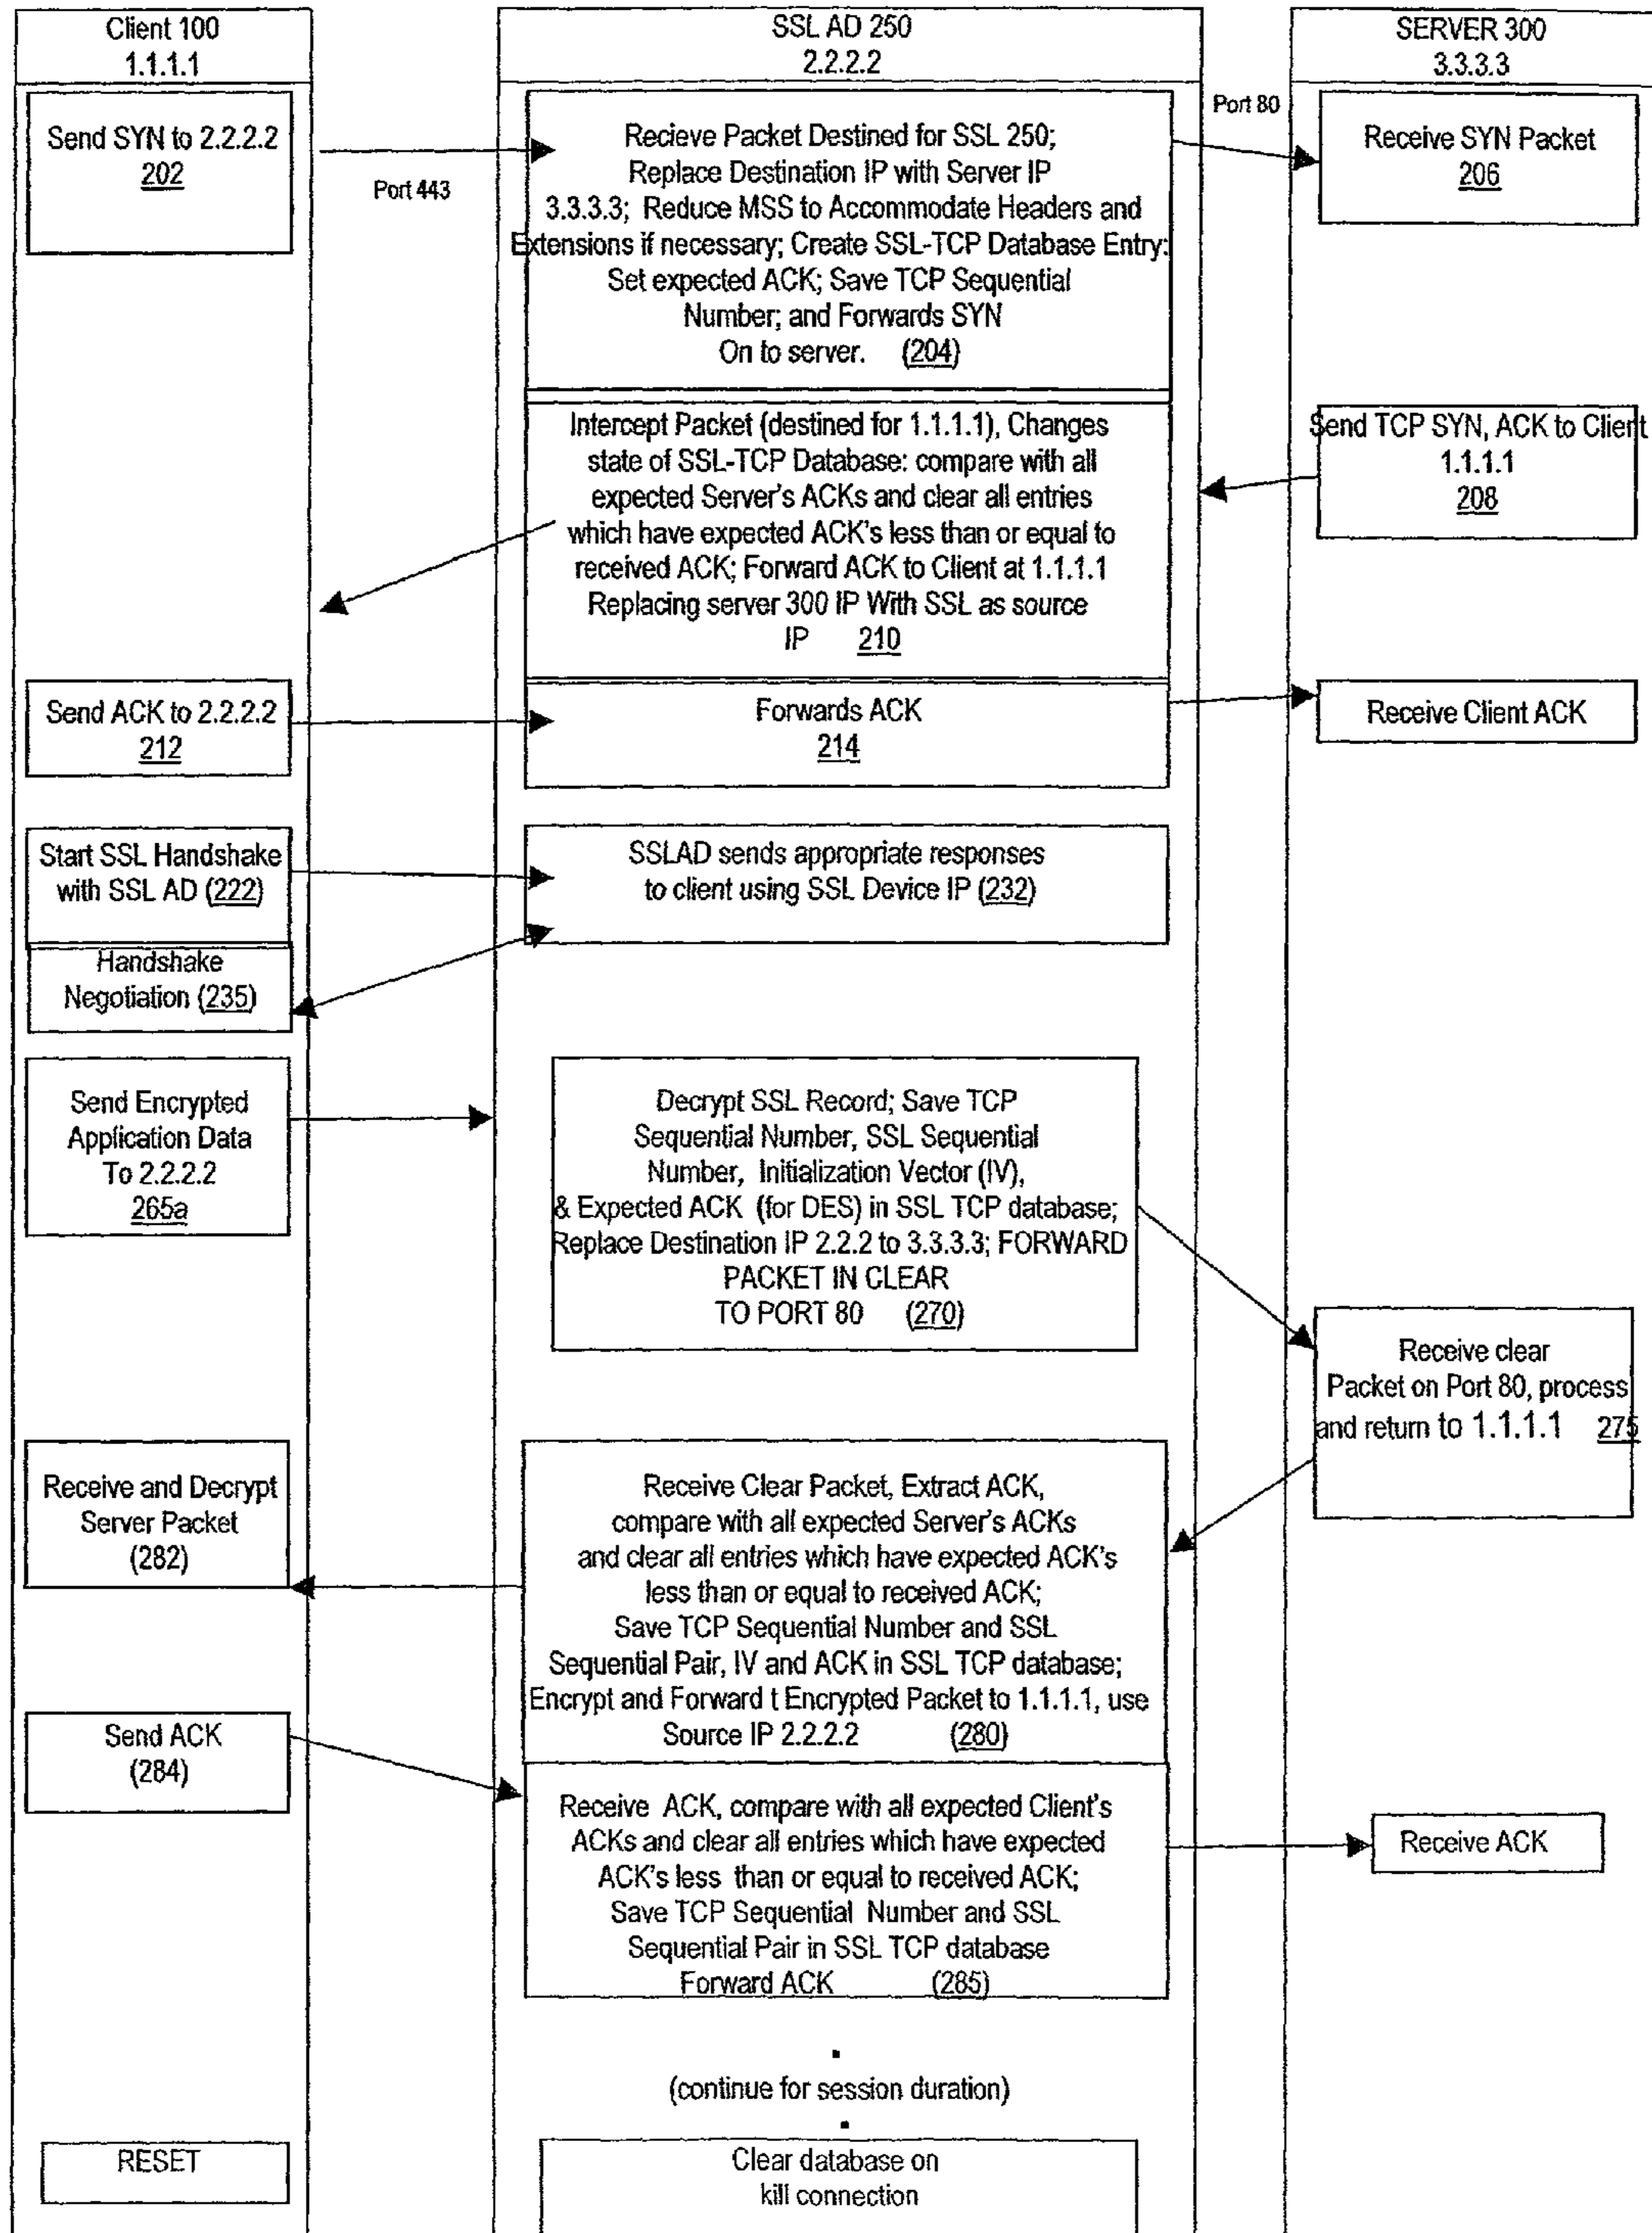 Client 100
1.1.1.1
SSL AD 250
2.2.2.2
SERVER 300
3.3.3.3
Send SYN to 2.2.2.2
202
Port 443
Recieve Packet Destined for SSL 250;
Replace Destination IP with Server IP
3.3.3.3; Reduce MSS to Accommodate Headers and
Extensions if necessary; Create SSL-TCP Database Entry:
Set expected ACK; Save TCP Sequential
Number; and Forwards SYN
On to server. (204)
Port 80
Receive SYN Packet
206
Send TCP SYN, ACK to Client
1.1.1.1
208
Intercept Packet (destined for 1.1.1.1), Changes
state of SSL-TCP Database: compare with all
expected Server's ACKs and clear all entries
which have expected ACK's less than or equal to
received ACK; Forward ACK to Client at 1.1.1.1
Replacing server 300 IP With SSL as source
IP 210
Send ACK to 2.2.2.2
212
Forwards ACK
214
Receive Client ACK
Start SSL Handshake
with SSL AD (222)
SSLAD sends appropriate responses
to client using SSL Device IP (232)
Handshake
Negotiation (235)
Send Encrypted
Application Data
To 2.2.2.2
265a
Decrypt SSL Record; Save TCP
Sequential Number, SSL Sequential
Number, Initialization Vector (IV),
& Expected ACK (for DES) in SSL TCP database;
Replace Destination IP 2.2.2 to 3.3.3.3; FORWARD
PACKET IN CLEAR
TO PORT 80 (270)
Receive clear
Packet on Port 80, process
and return to 1.1.1.1 275
Receive Clear Packet, Extract ACK,
compare with all expected Server's ACKs
and clear all entries which have expected ACK's
less than or equal to received ACK;
Save TCP Sequential Number and SSL
Sequential Pair, IV and ACK in SSL TCP database;
Encrypt and Forward t Encrypted Packet to 1.1.1.1, use
Source IP 2.2.2.2 (280)
Receive and Decrypt
Server Packet
(282)
Send ACK
(284)
Receive ACK, compare with all expected Client's
ACKs and clear all entries which have expected
ACK's less than or equal to received ACK;
Save TCP Sequential Number and SSL
Sequential Pair in SSL TCP database
Forward ACK (285)
Receive ACK
(continue for session duration)
RESET
Clear database on
kill connection